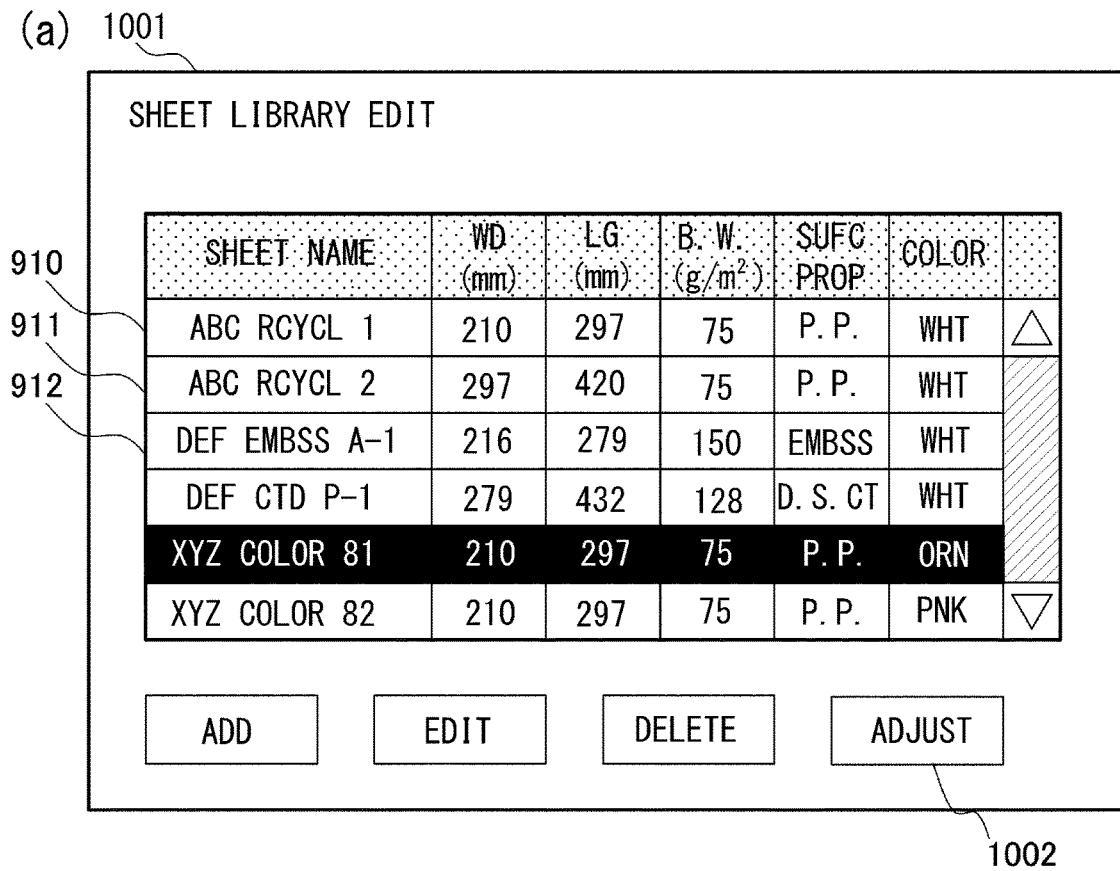 (a) 1001
SHEET LIBRARY EDIT
SHEET NAME WD (mm) LG (mm) B. W. (g/m²) SUFC PROP COLOR
910 ABC RCYCL 1 210 297 75 P. P. WHT
911 ABC RCYCL 2 297 420 75 P. P. WHT
912 DEF EMBSS A-1 216 279 150 EMBSS WHT
DEF CTD P-1 279 432 128 D. S. CT WHT
XYZ COLOR 81 210 297 75 P. P. ORN
XYZ COLOR 82 210 297 75 P. P. PNK
ADD EDIT DELETE ADJUST
1002